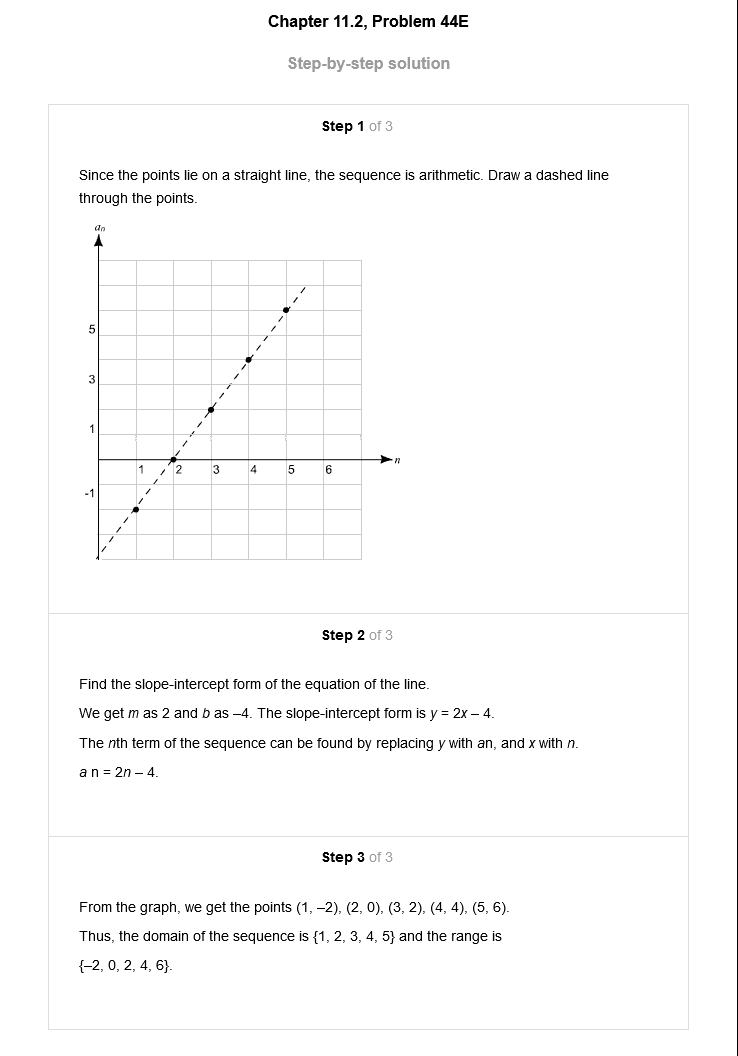 Chapter 11.2, Problem 44E
Step-by-step solution
Step 1 of 3
Since the points lie on a straight line, the sequence is arithmetic. Draw a dashed line
through the points.
an
5
3
1
-1
1 2 3 4 5 6
n
Step 2 of 3
Find the slope-intercept form of the equation of the line.
We get m as 2 and b as –4. The slope-intercept form is y = 2x – 4.
The nth term of the sequence can be found by replacing y with an, and x with n.
a n = 2n – 4.
Step 3 of 3
From the graph, we get the points (1, –2), (2, 0), (3, 2), (4, 4), (5, 6).
Thus, the domain of the sequence is {1, 2, 3, 4, 5} and the range is
{–2, 0, 2, 4, 6}.